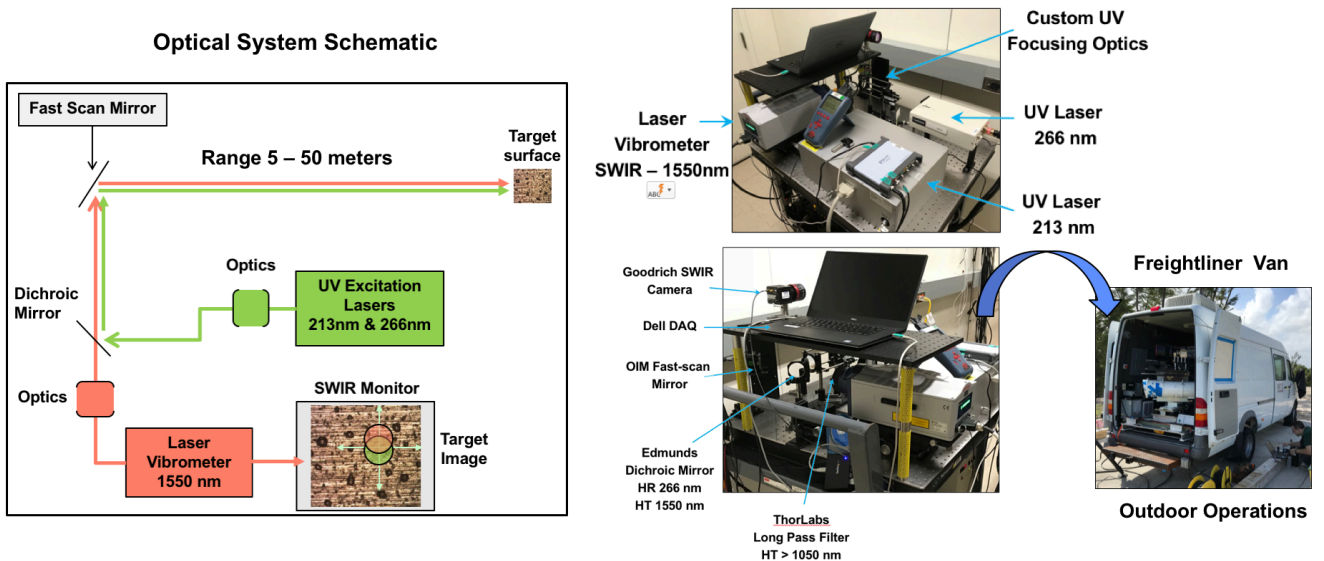 Optical System Schematic
Fast Scan Mirror
Range 5 – 50 meters
Target
surface
Optics
UV Excitation
Lasers
213nm & 266nm
Dichroic
Mirror
Optics
SWIR Monitor
Laser
Vibrometer
1550 nm
Target
Image
Custom UV
Focusing Optics
Laser
Vibrometer
SWIR – 1550nm
ABC
UV Laser
266 nm
UV Laser
213 nm
Goodrich SWIR
Camera
Dell DAQ
OIM Fast-scan
Mirror
Edmunds
Dichroic Mirror
HR 266 nm
HT 1550 nm
ThorLabs
Long Pass Filter
HT > 1050 nm
Freightliner Van
Outdoor Operations